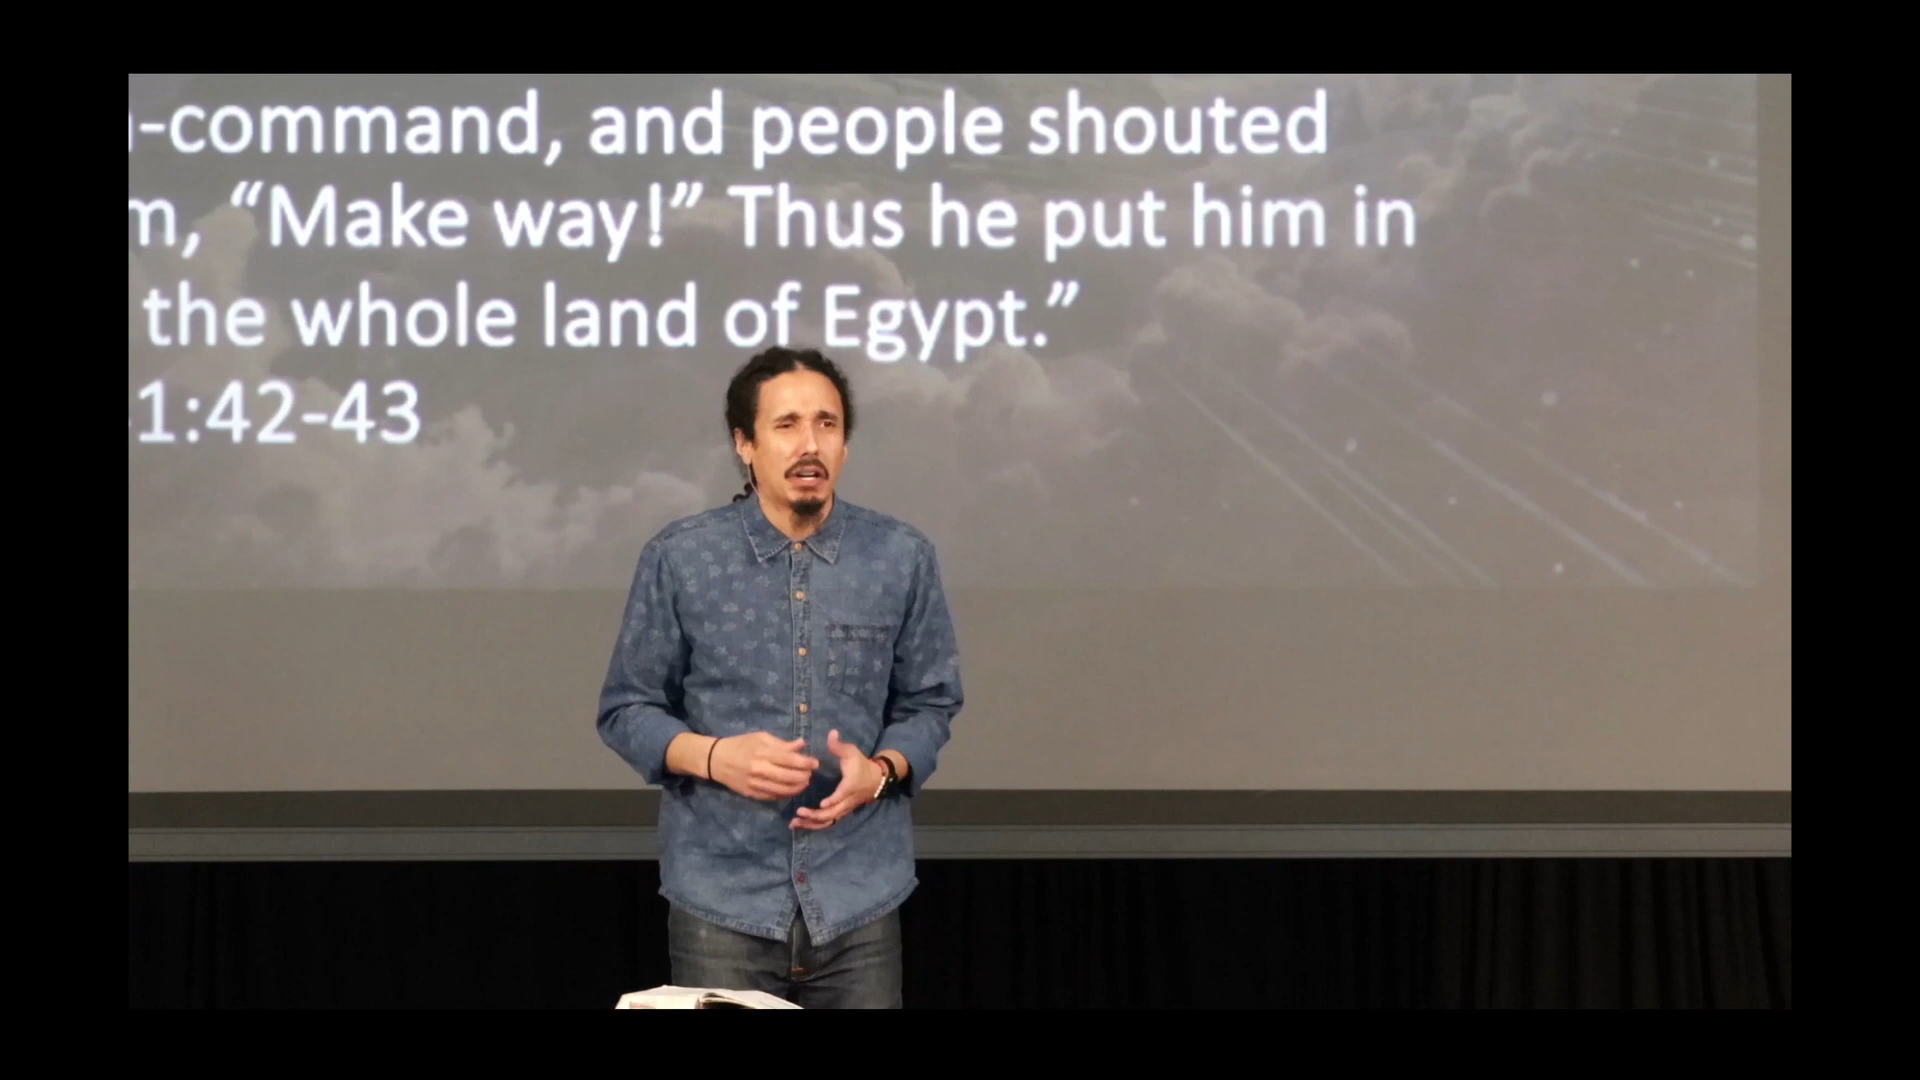 -command, and people shouted
m, “Make way!” Thus he put him in
the whole land of Egypt.”
1:42-43